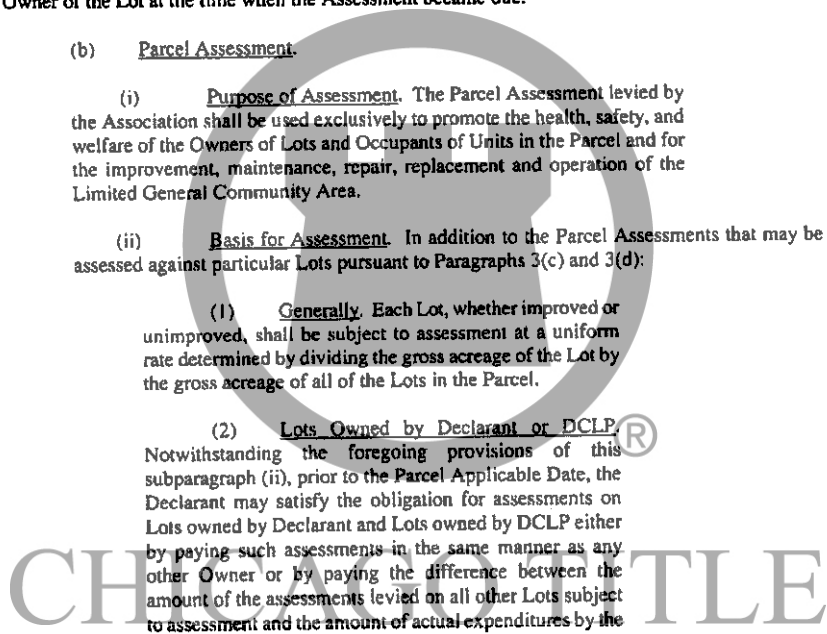 Owner of the Lot at the time when the Assessment became due.
(b) Parcel Assessment.
(i) Purpose of Assessment. The Parcel Assessment levied by
the Association shall be used exclusively to promote the health, safety, and
welfare of the Owners of Lots and Occupants of Units in the Parcel and for
the improvement, maintenance, repair, replacement and operation of the
Limited General Community Area.
(ii) Basis for Assessment. In addition to the Parcel Assessments that may be
assessed against particular Lots pursuant to Paragraphs 3(c) and 3(d):
(1) Generally. Each Lot, whether improved or
unimproved, shall be subject to assessment at a uniform
rate determined by dividing the gross acreage of the Lot by
the gross acreage of all of the Lots in the Parcel.
(2) Lots Owned by Declarant or DCLP.
Notwithstanding the foregoing provisions of this
subparagraph (ii), prior to the Parcel Applicable Date, the
Declarant may satisfy the obligation for assessments on
Lots owned by Declarant and Lots owned by DCLP either
by paying such assessments in the same manner as any
other Owner or by paying the difference between the
amount of the assessments levied on all other Lots subject
to assessment and the amount of actual expenditures by the
®
CHICAGO TITLE